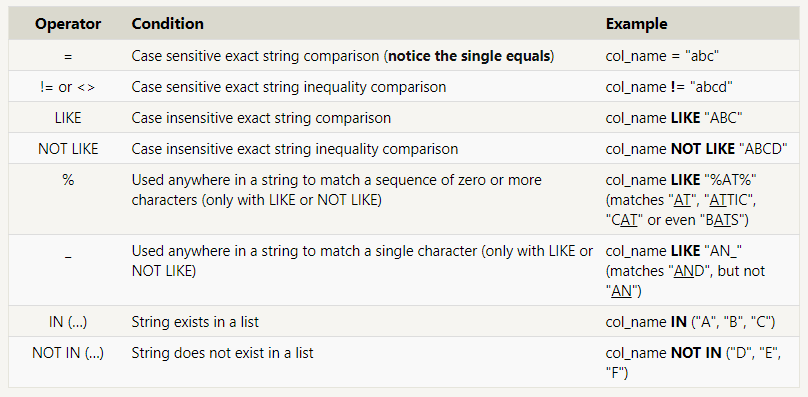 Operator Condition Example
= Case sensitive exact string comparison (notice the single equals) col_name = "abc"
!= or <> Case sensitive exact string inequality comparison col_name != "abcd"
LIKE Case insensitive exact string comparison col_name LIKE "ABC"
NOT LIKE Case insensitive exact string inequality comparison col_name NOT LIKE "ABCD"
% Used anywhere in a string to match a sequence of zero or more col_name LIKE "%AT%"
characters (only with LIKE or NOT LIKE) (matches "AT", "ATTIC",
"CAT" or even "BATS")
_ Used anywhere in a string to match a single character (only with LIKE or col_name LIKE "AN_"
NOT LIKE) (matches "AND", but not
"AN")
IN (...) String exists in a list col_name IN ("A", "B", "C")
NOT IN (...) String does not exist in a list col_name NOT IN ("D", "E",
"F")